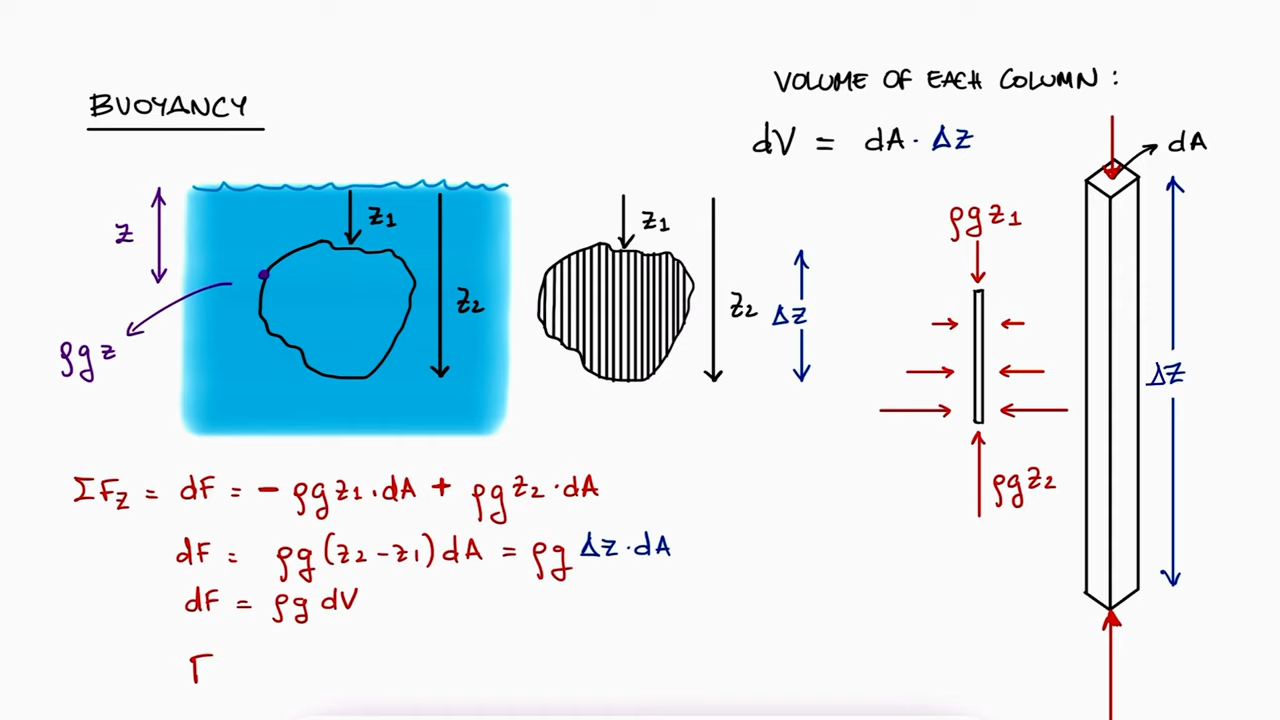 BUOYANCY
VOLUME OF EACH COLUMN :
dV = dA · Δz
dA
z
z1
z2
ρgz
z1
z2
Δz
ρgz1
ρgz2
Δz
ΣFz = dF = - ρgz1·dA + ρgz2·dA
dF = ρg(z2-z1)dA = ρg Δz·dA
dF = ρg dV